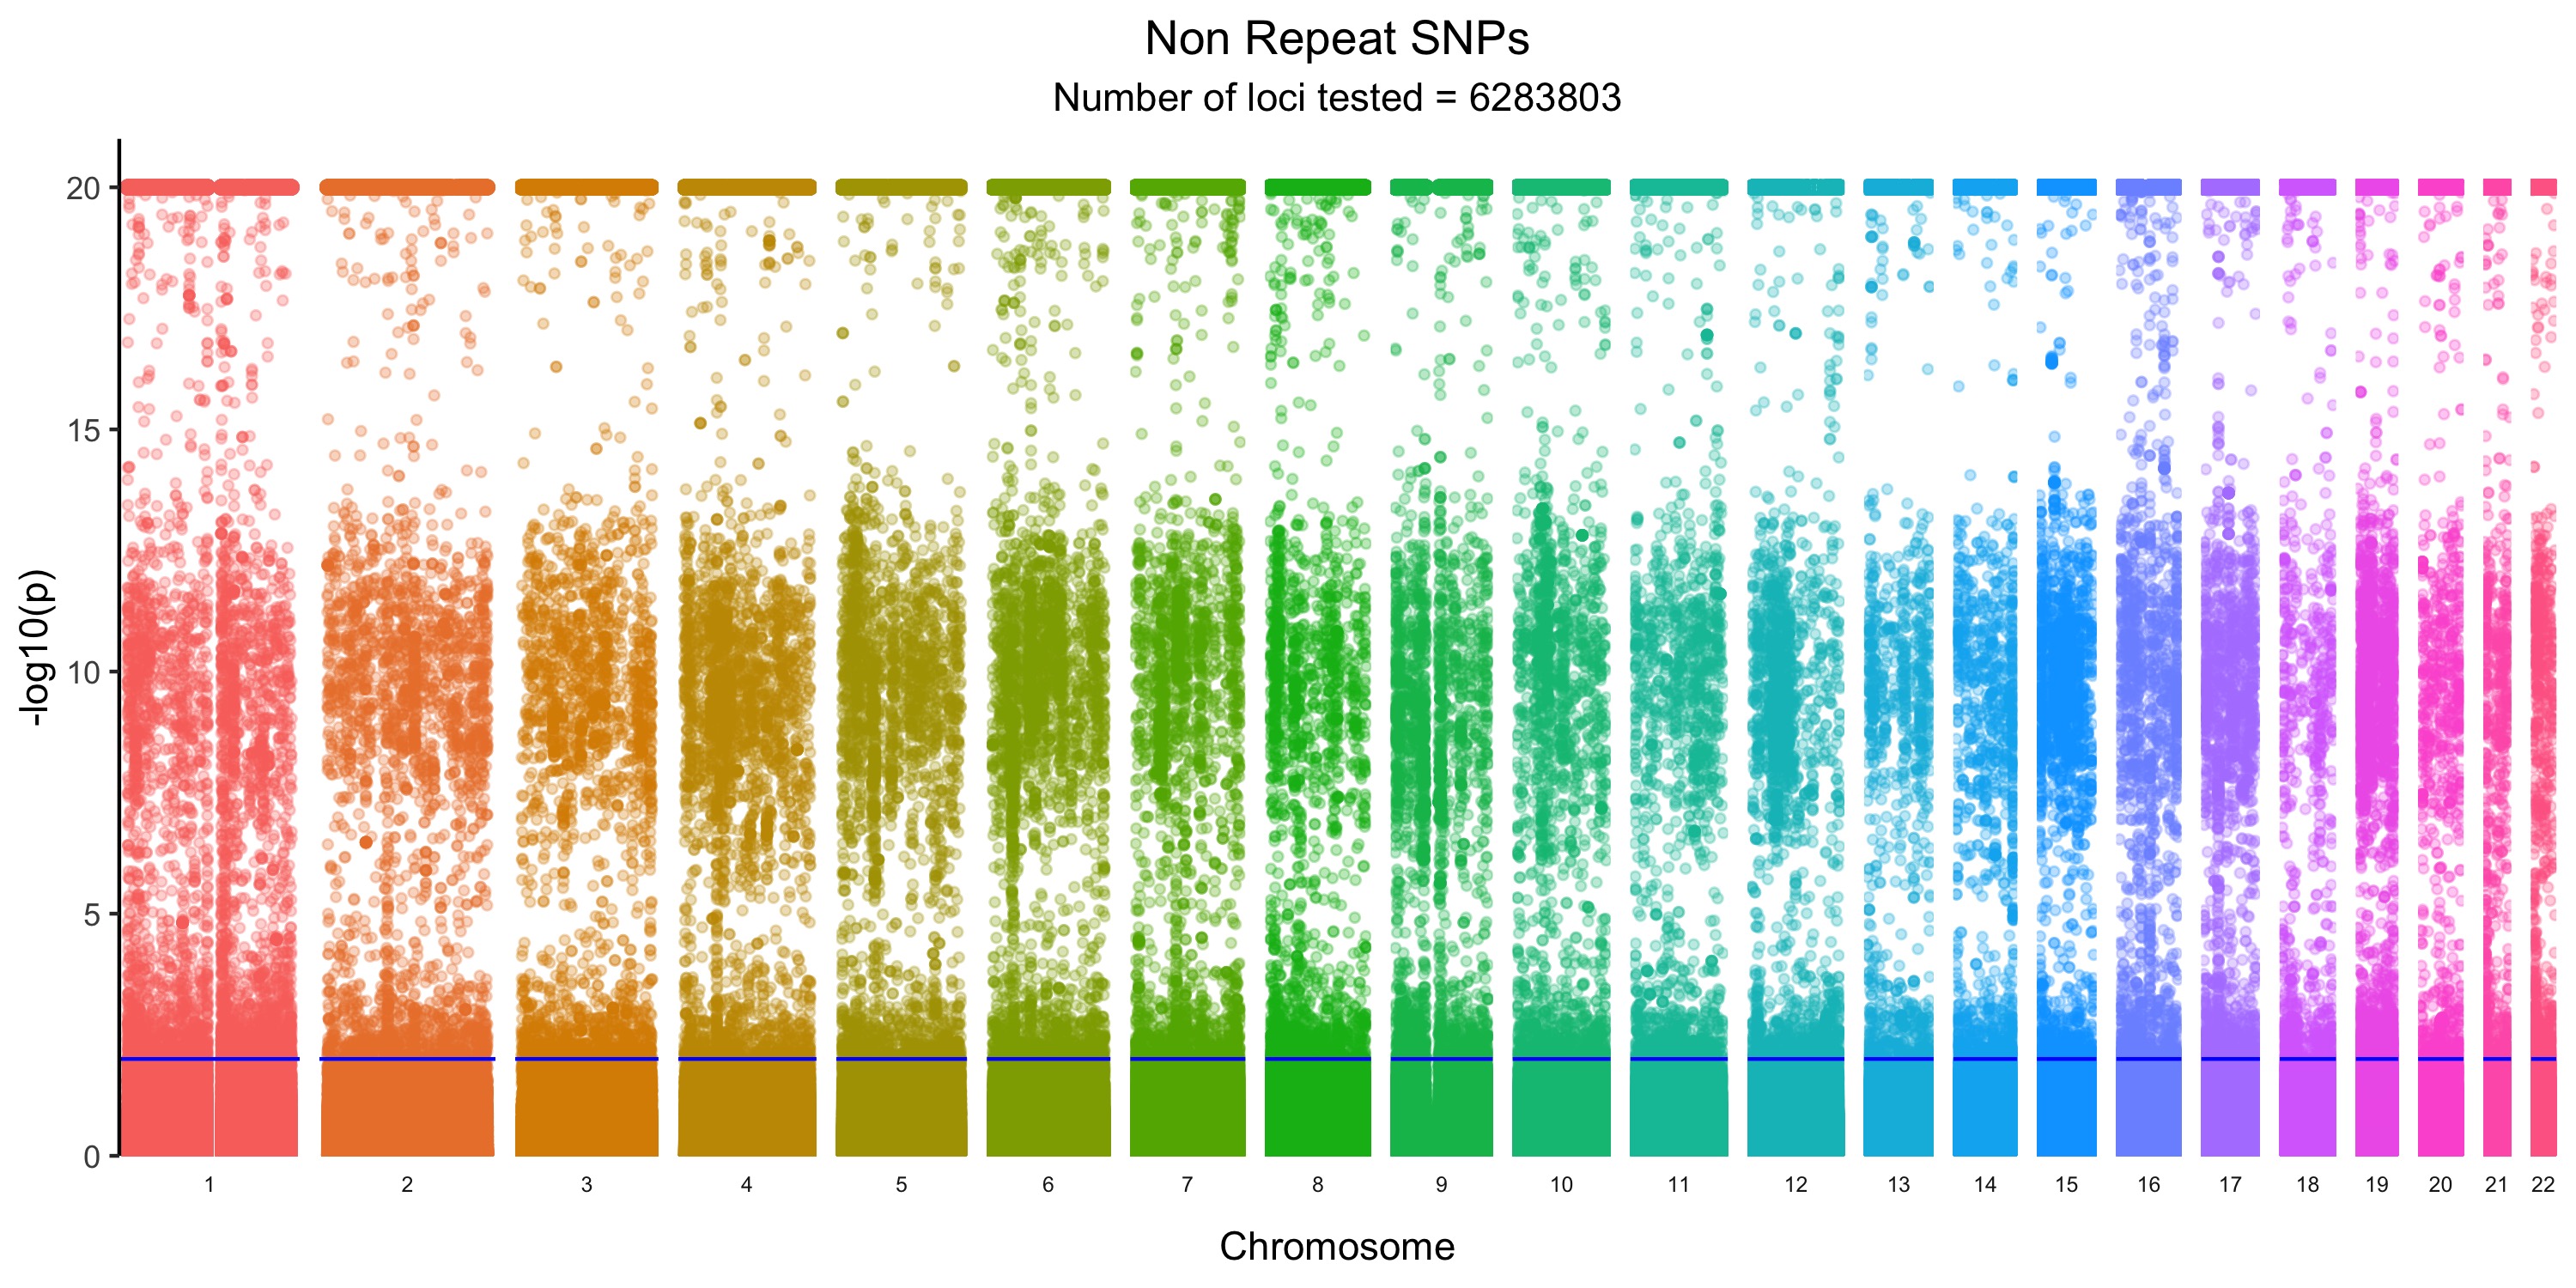 Non Repeat SNPs
Number of loci tested = 6283803
-log10(p)
20
15
10
5
0
1 2 3 4 5 6 7 8 9 10 11 12 13 14 15 16 17 18 19 20 21 22
Chromosome